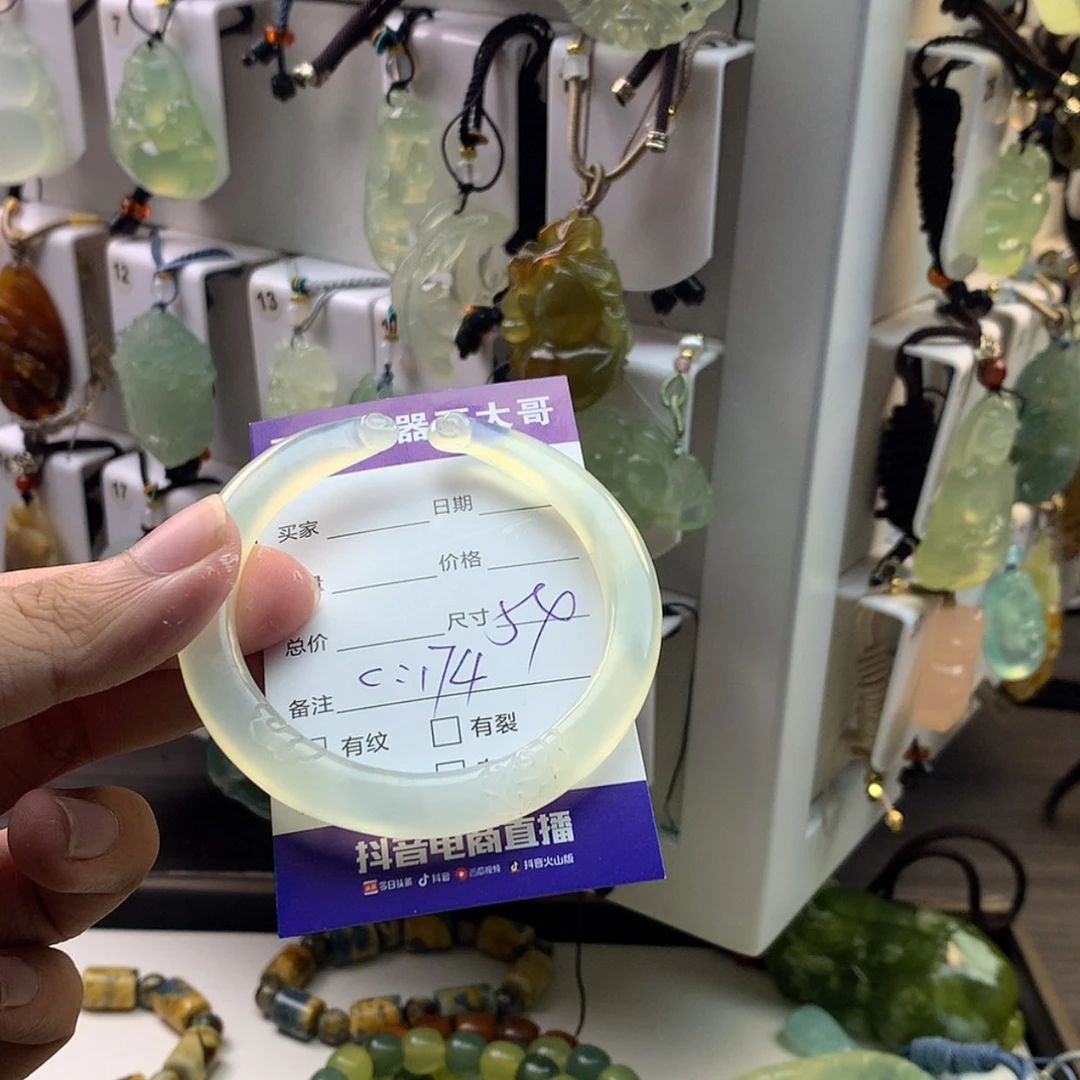 7
12
13
17
器 大哥
买家 日期
价格
总价 尺寸 54
C:174
备注
有纹 有裂
抖音电商直播
今日头条 抖音 西瓜视频 抖音火山版